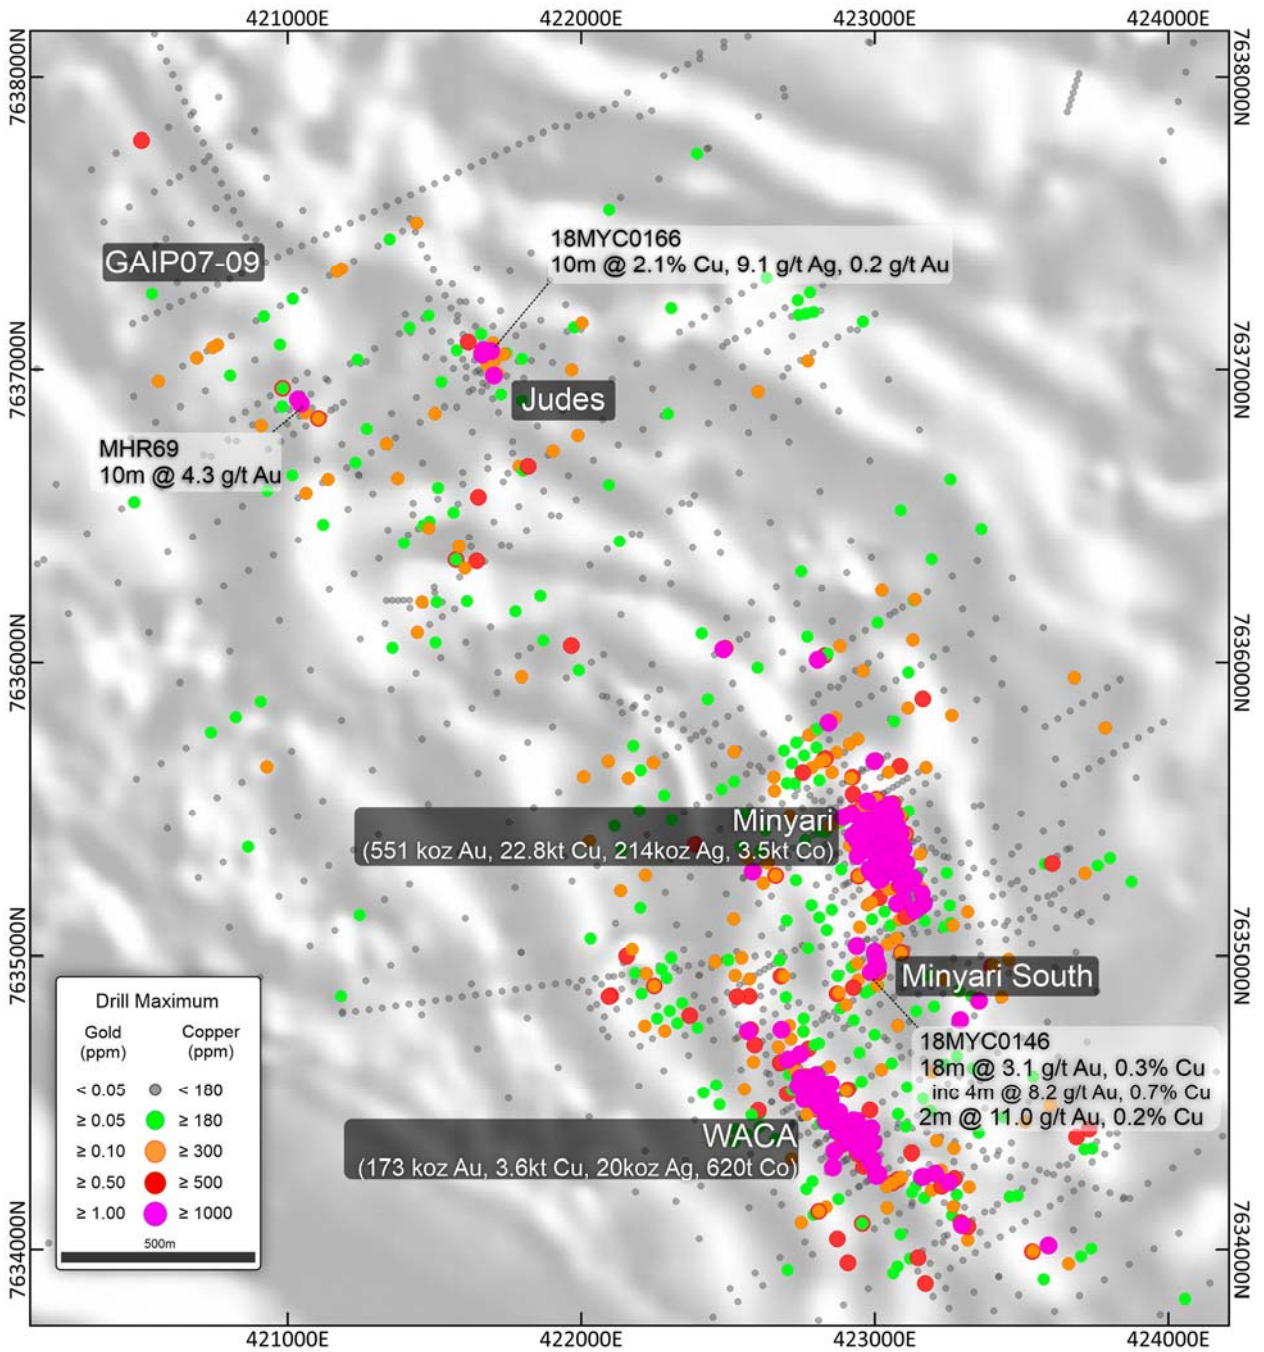 421000E 422000E 423000E 424000E
7638000N 7638000N
GAIP07-09
18MYC0166
10m @ 2.1% Cu, 9.1 g/t Ag, 0.2 g/t Au
7637000N 7637000N
Judes
MHR69
10m @ 4.3 g/t Au
7636000N 7636000N
Minyari
(551 koz Au, 22.8kt Cu, 214koz Ag, 3.5kt Co)
7635000N 7635000N
Minyari South
18MYC0146
18m @ 3.1 g/t Au, 0.3% Cu
inc 4m @ 8.2 g/t Au, 0.7% Cu
2m @ 11.0 g/t Au, 0.2% Cu
WACA
(173 koz Au, 3.6kt Cu, 20koz Ag, 620t Co)
Drill Maximum
Gold Copper
(ppm) (ppm)
< 0.05 < 180
≥ 0.05 ≥ 180
≥ 0.10 ≥ 300
≥ 0.50 ≥ 500
≥ 1.00 ≥ 1000
500m
7634000N 7634000N
421000E 422000E 423000E 424000E